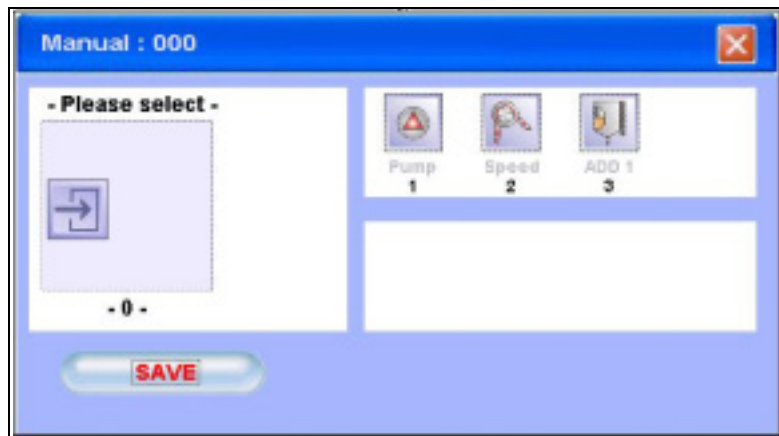 Manual : 000
- Please select -
- 0 -
SAVE
Pump Speed ADD 1
1 2 3